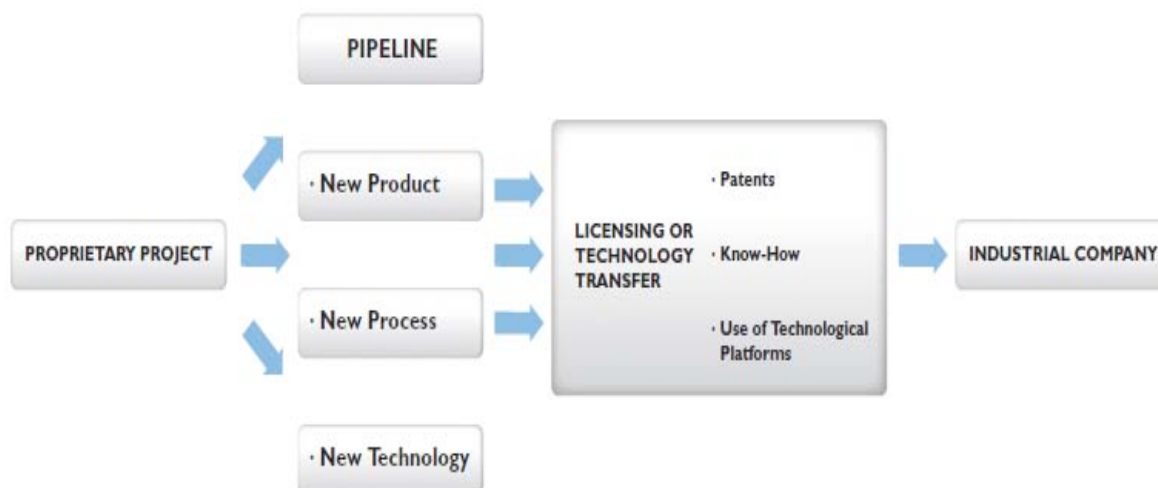 PIPELINE
· New Product
PROPRIETARY PROJECT
· New Process
· New Technology
LICENSING OR
TECHNOLOGY
TRANSFER
· Patents
· Know-How
· Use of Technological
Platforms
INDUSTRIAL COMPANY